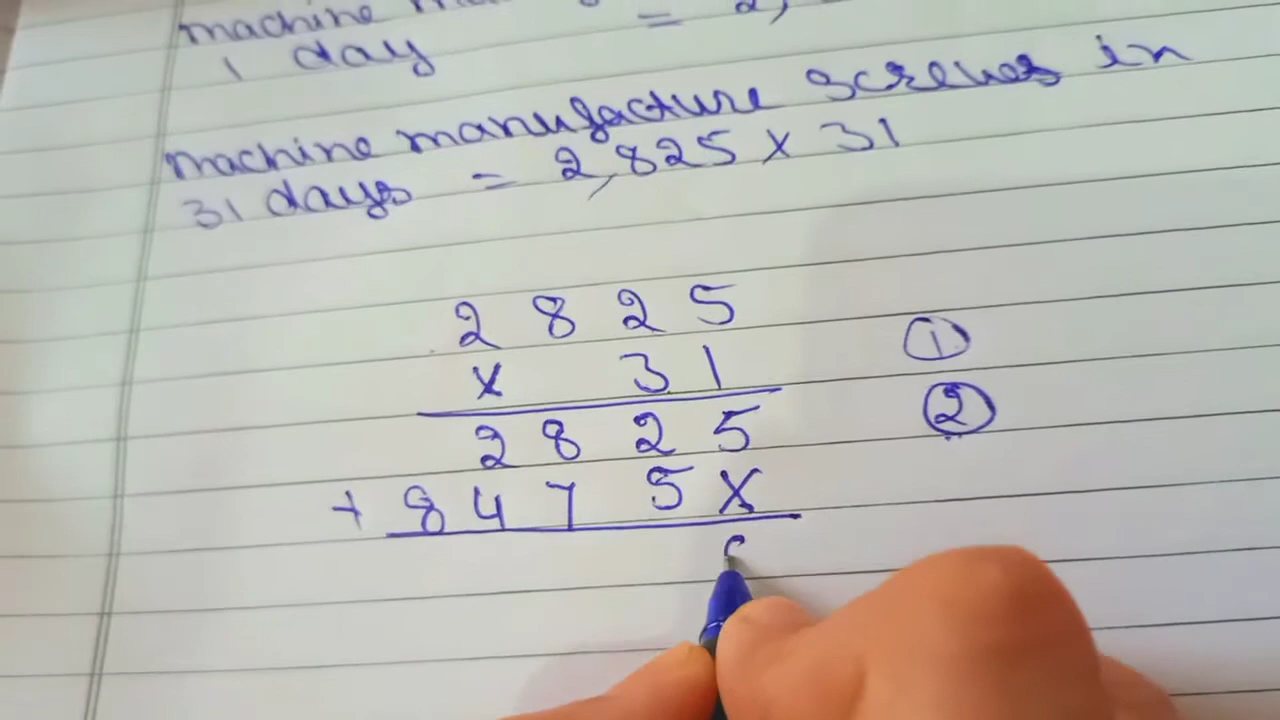 machine
1 day = 2,
machine manufacture screws in
31 days = 2,825 x 31
2 8 2 5
x 3 1
①
2 8 2 5
②
+ 8 4 7 5 x